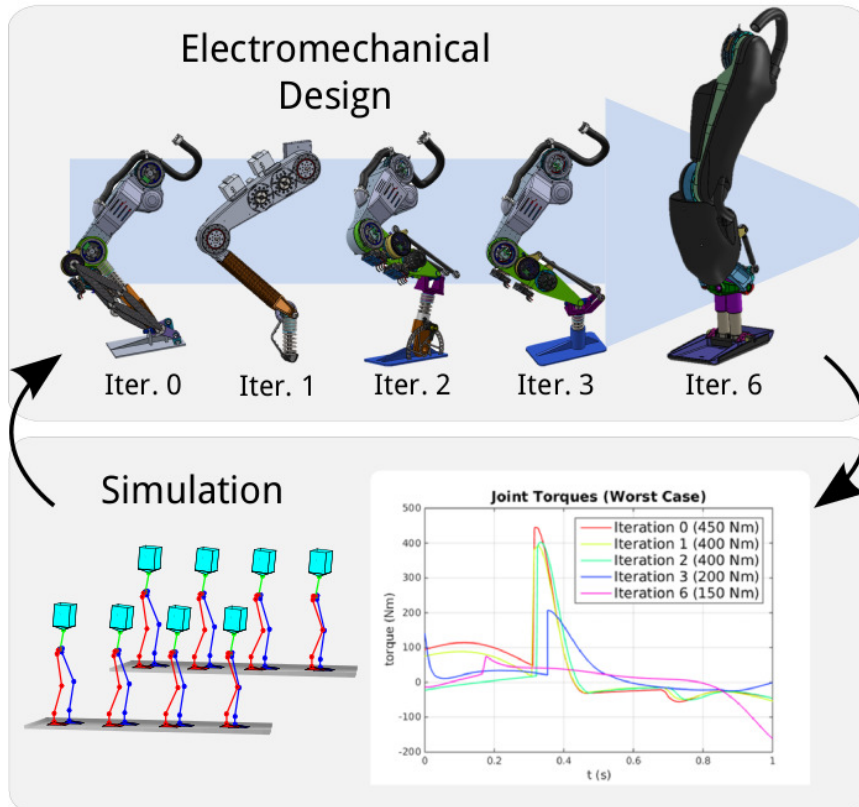 Electromechanical
Design
Iter. 0
Iter. 1
Iter. 2
Iter. 3
Iter. 6
Simulation
Joint Torques (Worst Case)
500
400
300
200
100
0
-100
-200
torque (Nm)
Iteration 0 (450 Nm)
Iteration 1 (400 Nm)
Iteration 2 (400 Nm)
Iteration 3 (200 Nm)
Iteration 6 (150 Nm)
0 0.2 0.4 0.6 0.8 1
t (s)